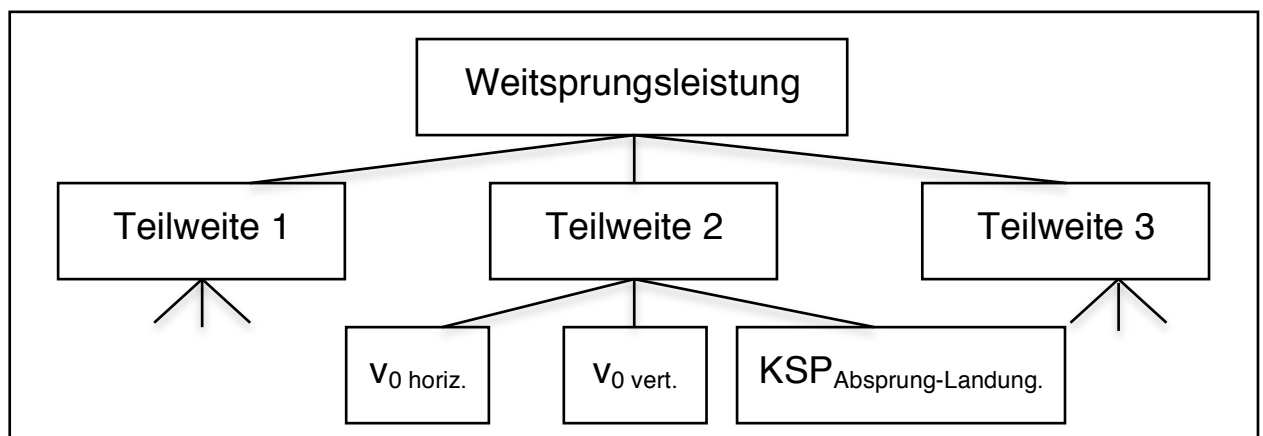 Weitsprungsleistung
Teilweite 1
Teilweite 2
Teilweite 3
v0 horiz.
v0 vert.
KSPAbsprung-Landung.